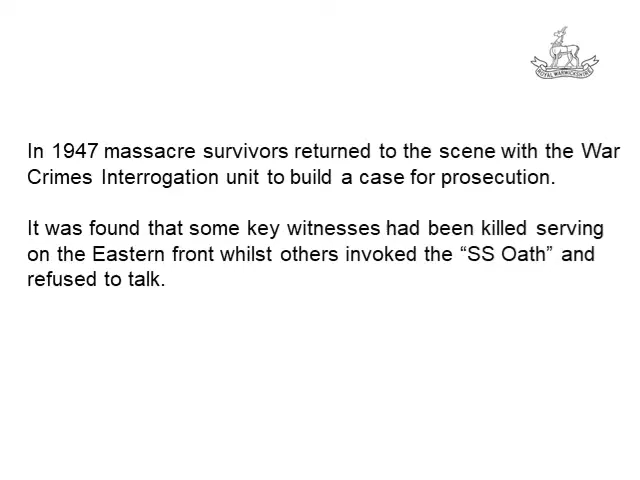 ROYAL WARWICKSHIRE
In 1947 massacre survivors returned to the scene with the War
Crimes Interrogation unit to build a case for prosecution.
It was found that some key witnesses had been killed serving
on the Eastern front whilst others invoked the “SS Oath” and
refused to talk.